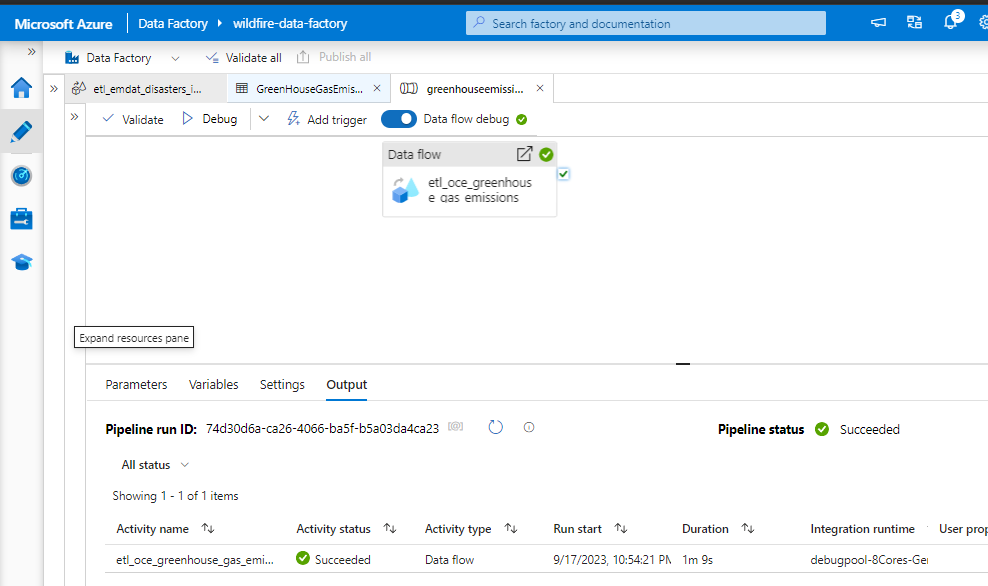 Microsoft Azure Data Factory wildfire-data-factory Search factory and documentation 3
Data Factory Validate all Publish all
etl_emdat_disasters_i... GreenHouseGasEmis... greenhouseemissi...
Validate Debug Add trigger Data flow debug
Data flow
etl_oce_greenhous
e_gas_emissions
Expand resources pane
Parameters Variables Settings Output
Pipeline run ID: 74d30d6a-ca26-4066-ba5f-b5a03da4ca23 [@] Pipeline status Succeeded
All status
Showing 1 - 1 of 1 items
Activity name Activity status Activity type Run start Duration Integration runtime User prop
etl_oce_greenhouse_gas_emi... Succeeded Data flow 9/17/2023, 10:54:21 PM 1m 9s debugpool-8Cores-Gen